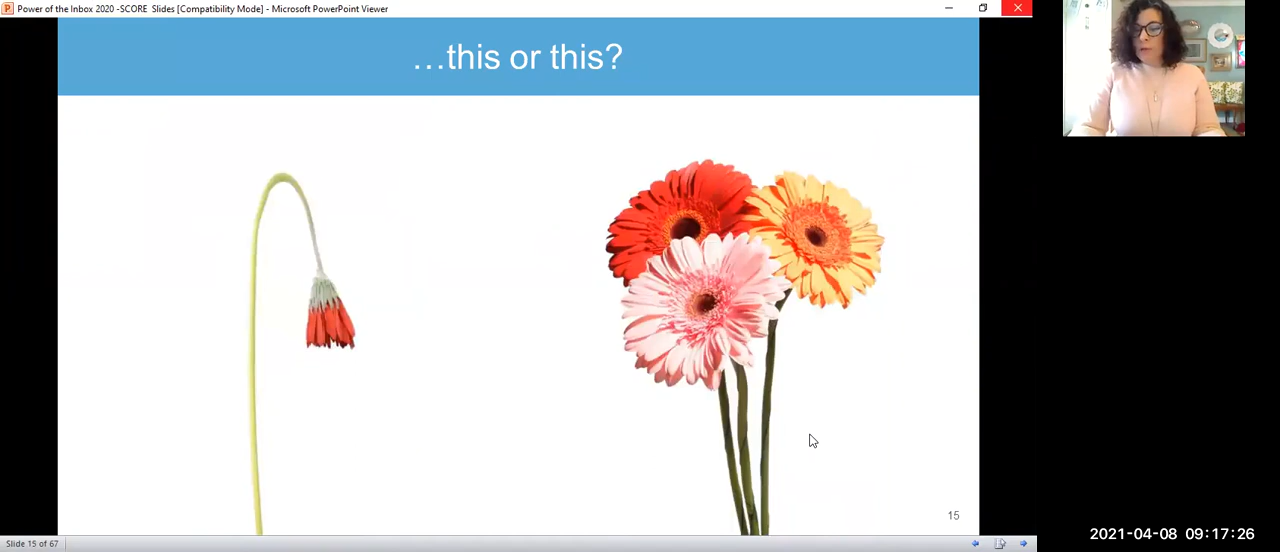 Power of the Inbox 2020 -SCORE Slides [Compatibility Mode] - Microsoft PowerPoint Viewer
…this or this?
15
Slide 15 of 67
2021-04-08 09:17:26